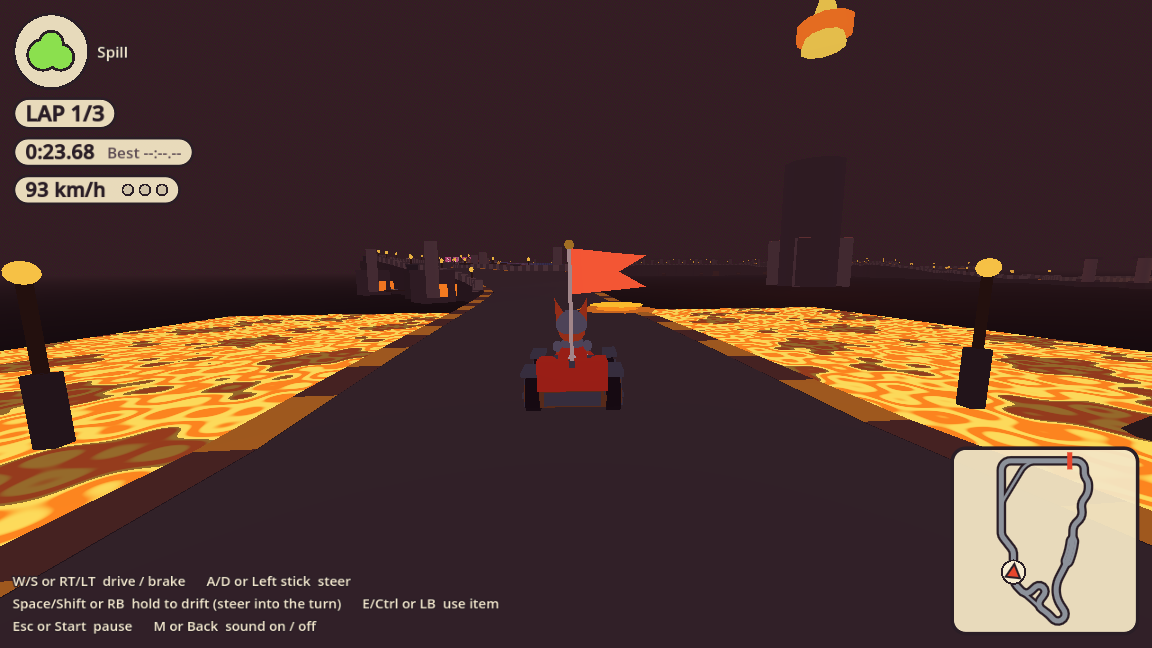 Spill
LAP 1/3
0:23.68 Best --:--.--
93 km/h
W/S or RT/LT drive / brake A/D or Left stick steer
Space/Shift or RB hold to drift (steer into the turn) E/Ctrl or LB use item
Esc or Start pause M or Back sound on / off